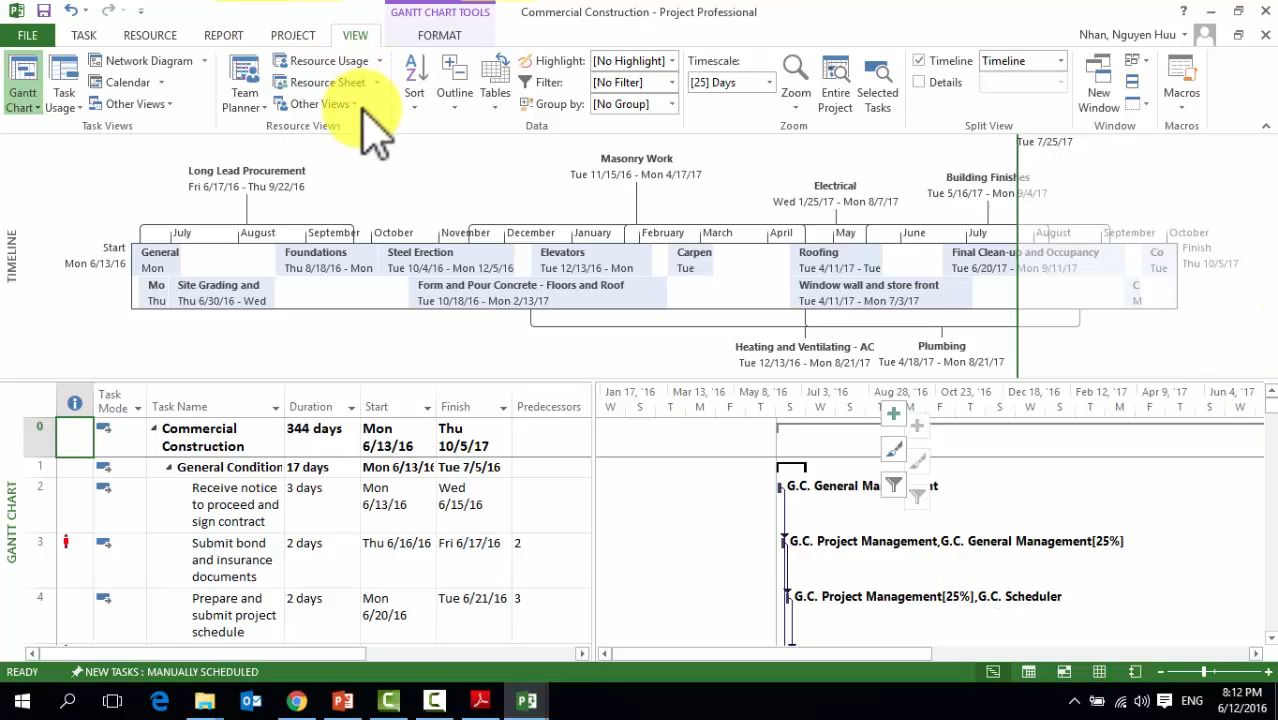 GANTT CHART TOOLS
Commercial Construction - Project Professional
?
FILE TASK RESOURCE REPORT PROJECT VIEW FORMAT
Nhan, Nguyen Huu
Gantt Chart
Task Usage
Network Diagram
Calendar
Other Views
Task Views
Team Planner
Resource Usage
Resource Sheet
Other Views
Resource Views
Sort
Outline
Tables
Highlight: [No Highlight]
Filter: [No Filter]
Group by: [No Group]
Data
Timescale:
[25] Days
Zoom
Entire Project
Selected Tasks
Zoom
Timeline Timeline
Details
Split View
New Window
Window
Macros
Macros
TIMELINE
Tue 7/25/17
Masonry Work
Tue 11/15/16 - Mon 4/17/17
Long Lead Procurement
Fri 6/17/16 - Thu 9/22/16
Electrical
Wed 1/25/17 - Mon 8/7/17
Building Finishes
Tue 5/16/17 - Mon 9/4/17
July August September October November December January February March April May June July August September October
Start
Mon 6/13/16
Finish
Thu 10/5/17
General
Mon
Foundations
Thu 8/18/16 - Mon
Steel Erection
Tue 10/4/16 - Mon 12/5/16
Elevators
Tue 12/13/16 - Mon
Carpen
Tue
Roofing
Tue 4/11/17 - Tue
Final Clean-up and Occupancy
Tue 6/20/17 - Mon 9/11/17
Co
Tue
Mo
Thu
Site Grading and
Thu 6/30/16 - Wed
Form and Pour Concrete - Floors and Roof
Tue 10/18/16 - Mon 2/13/17
Window wall and store front
Tue 4/11/17 - Mon 7/3/17
C
M
Heating and Ventilating - AC
Tue 12/13/16 - Mon 8/21/17
Plumbing
Tue 4/18/17 - Mon 8/21/17
GANTT CHART
Task Mode Task Name Duration Start Finish Predecessors
Jan 17, '16 Mar 13, '16 May 8, '16 Jul 3, '16 Aug 28, '16 Oct 23, '16 Dec 18, '16 Feb 12, '17 Apr 9, '17 Jun 4, '17
W S T M F T S W S T M F T S W S T M F T S W
0 Commercial Construction 344 days Mon 6/13/16 Thu 10/5/17
1 General Condition 17 days Mon 6/13/16 Tue 7/5/16
2 Receive notice to proceed and sign contract 3 days Mon 6/13/16 Wed 6/15/16
G.C. General Management
3 Submit bond and insurance documents 2 days Thu 6/16/16 Fri 6/17/16 2
G.C. Project Management,G.C. General Management[25%]
4 Prepare and submit project schedule 2 days Mon 6/20/16 Tue 6/21/16 3
G.C. Project Management[25%],G.C. Scheduler
READY NEW TASKS : MANUALLY SCHEDULED
ENG
8:12 PM
6/12/2016